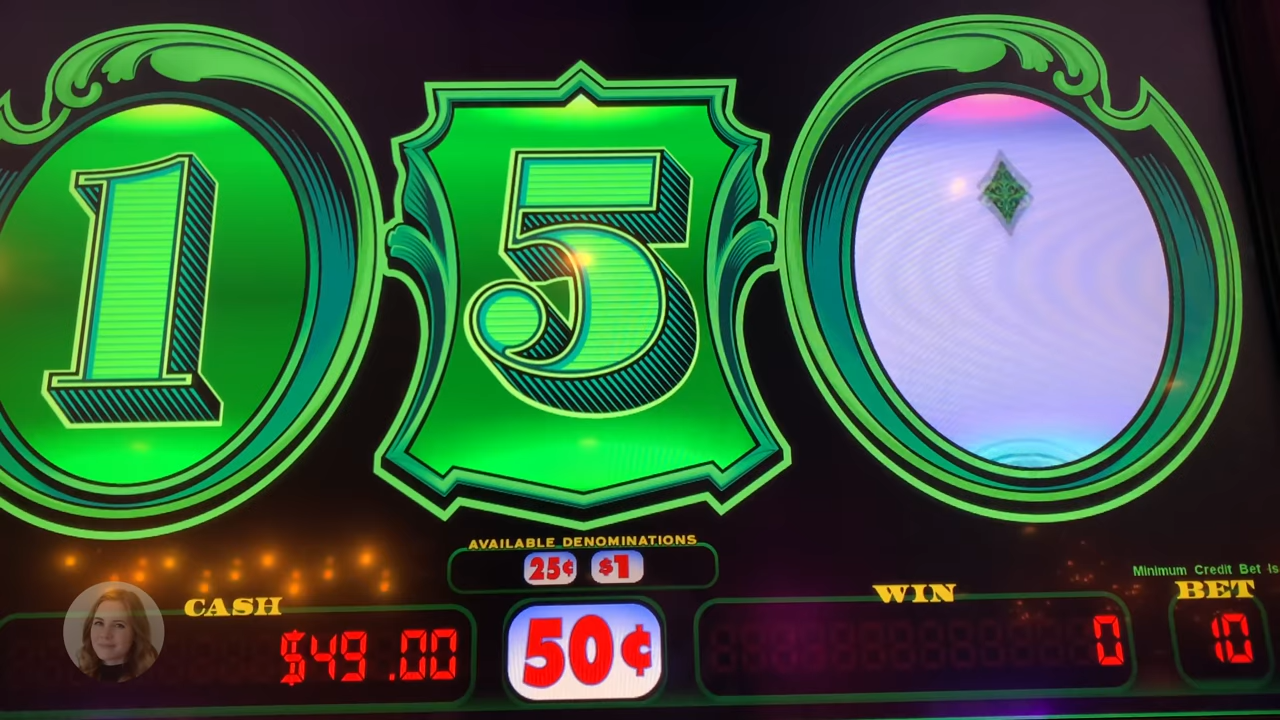 1 5
AVAILABLE DENOMINATIONS
25¢ $1
Minimum Credit Bet is
CASH WIN BET
$49.00 50¢ 0 10